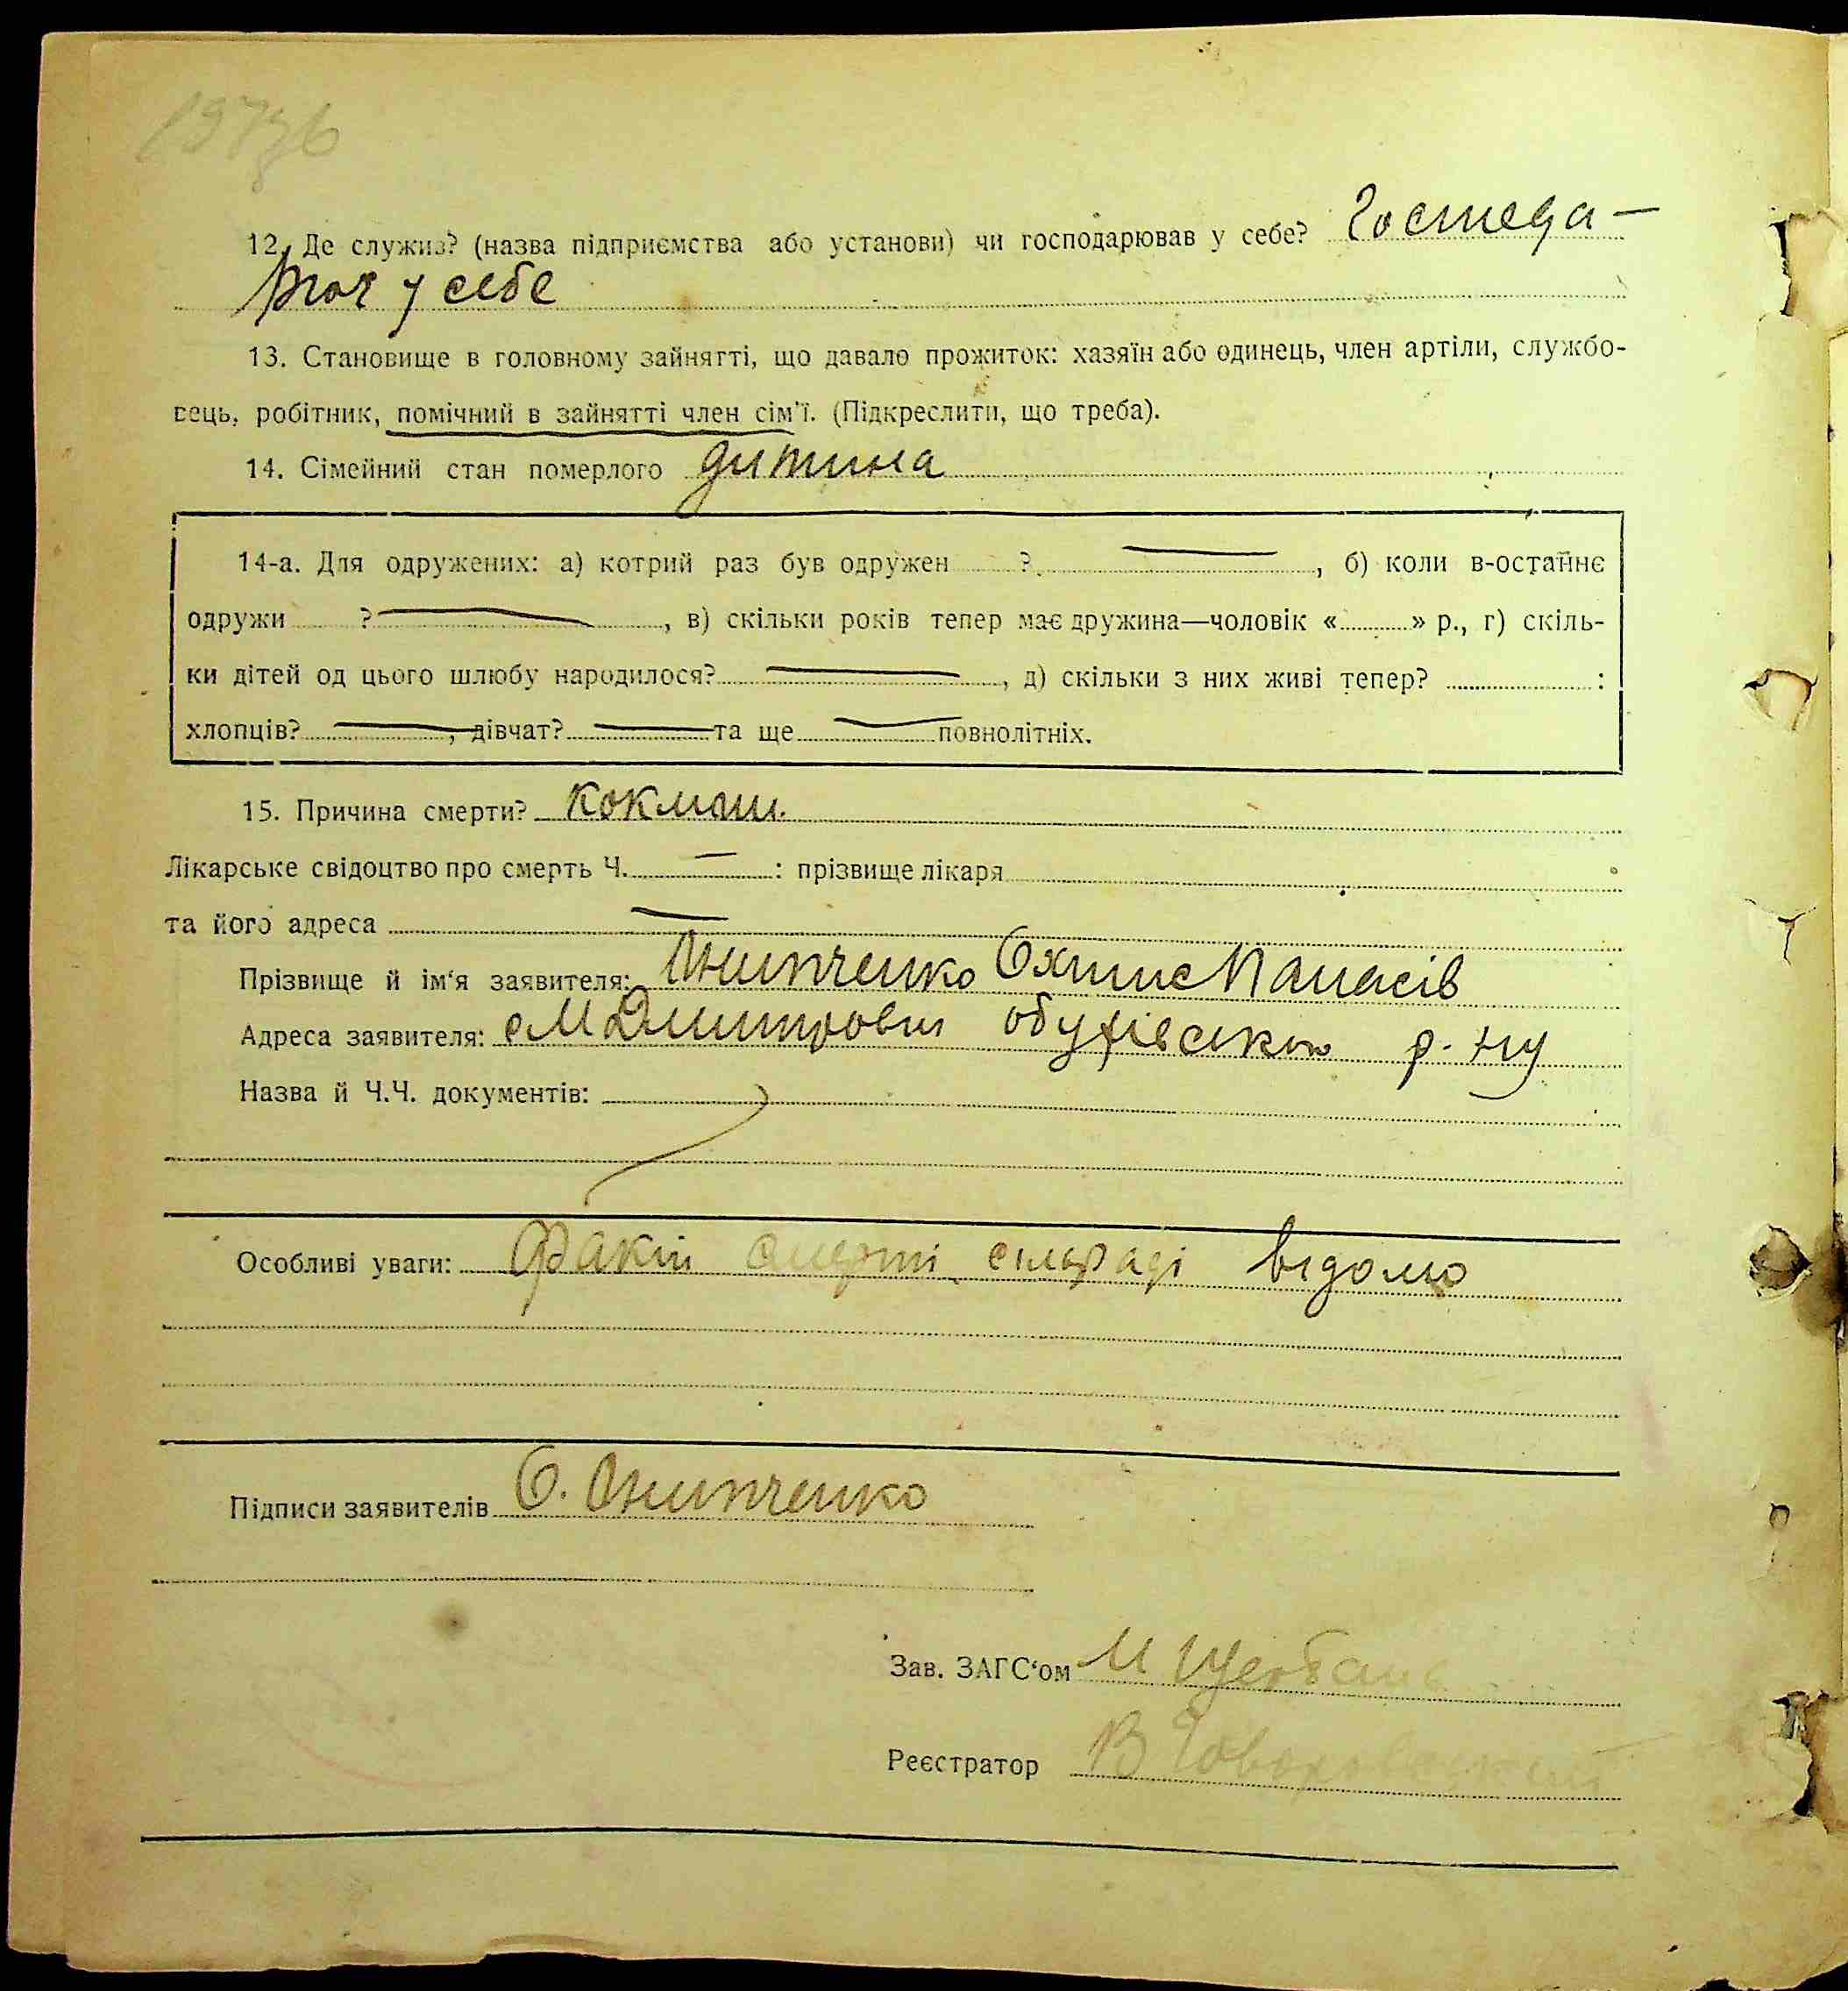 12. Де служив? (назва підприємства або установи) чи господарював у себе? Господа-
рює у себе
13. Становище в головному зайнятті, що давало прожиток: хазяїн або одинець, член артіли, службо-
вець, робітник, помічний в зайнятті член сім'ї. (Підкреслити, що треба).
14. Сімейний стан померлого дитина
14-а. Для одружених: а) котрий раз був одружен ? —, б) коли в-останнє
одружи ? —, в) скільки років тепер має дружина—чоловік « » р., г) скіль-
ки дітей од цього шлюбу народилося? —, д) скільки з них живі тепер? :
хлопців? —, дівчат? — та ще — повнолітніх.
15. Причина смерти? коклюш.
Лікарське свідоцтво про смерть Ч. — : прізвище лікаря
та його адреса —
Прізвище й ім'я заявителя: Онипченко Панасів
Адреса заявителя: с М Дмитровки обухівського р-ну
Назва й Ч.Ч. документів:
Особливі уваги: Факт смерті сільраді відомо
Підписи заявителів О. Онипченко
Зав. ЗАГС'ом М Щербань
Реєстратор В